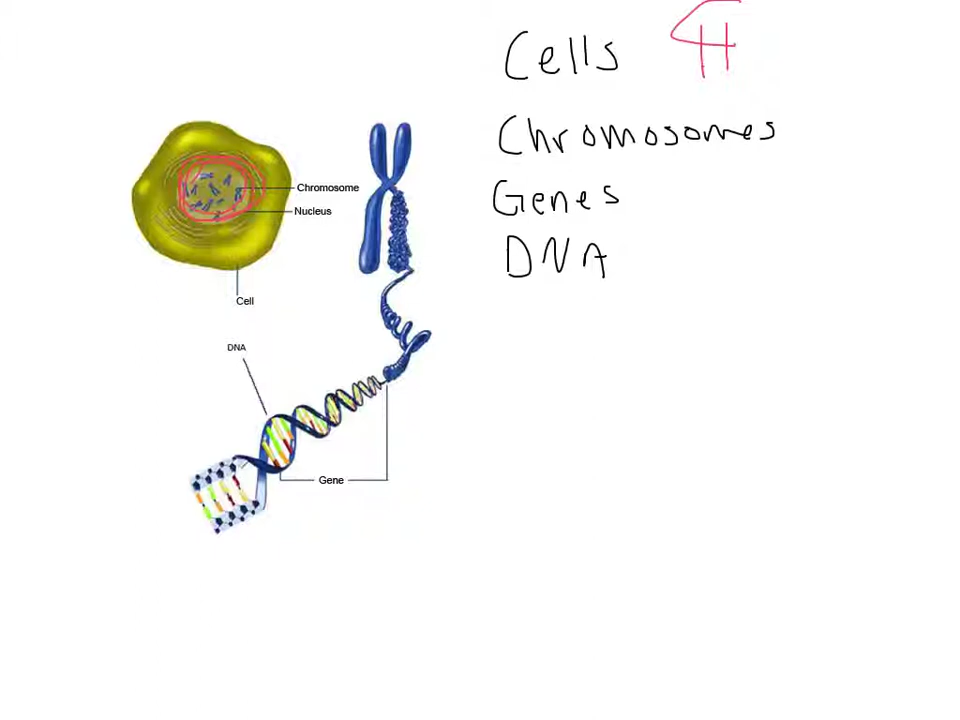 Cells
Chromosomes
Genes
DNA
Chromosome
Nucleus
Cell
DNA
Gene